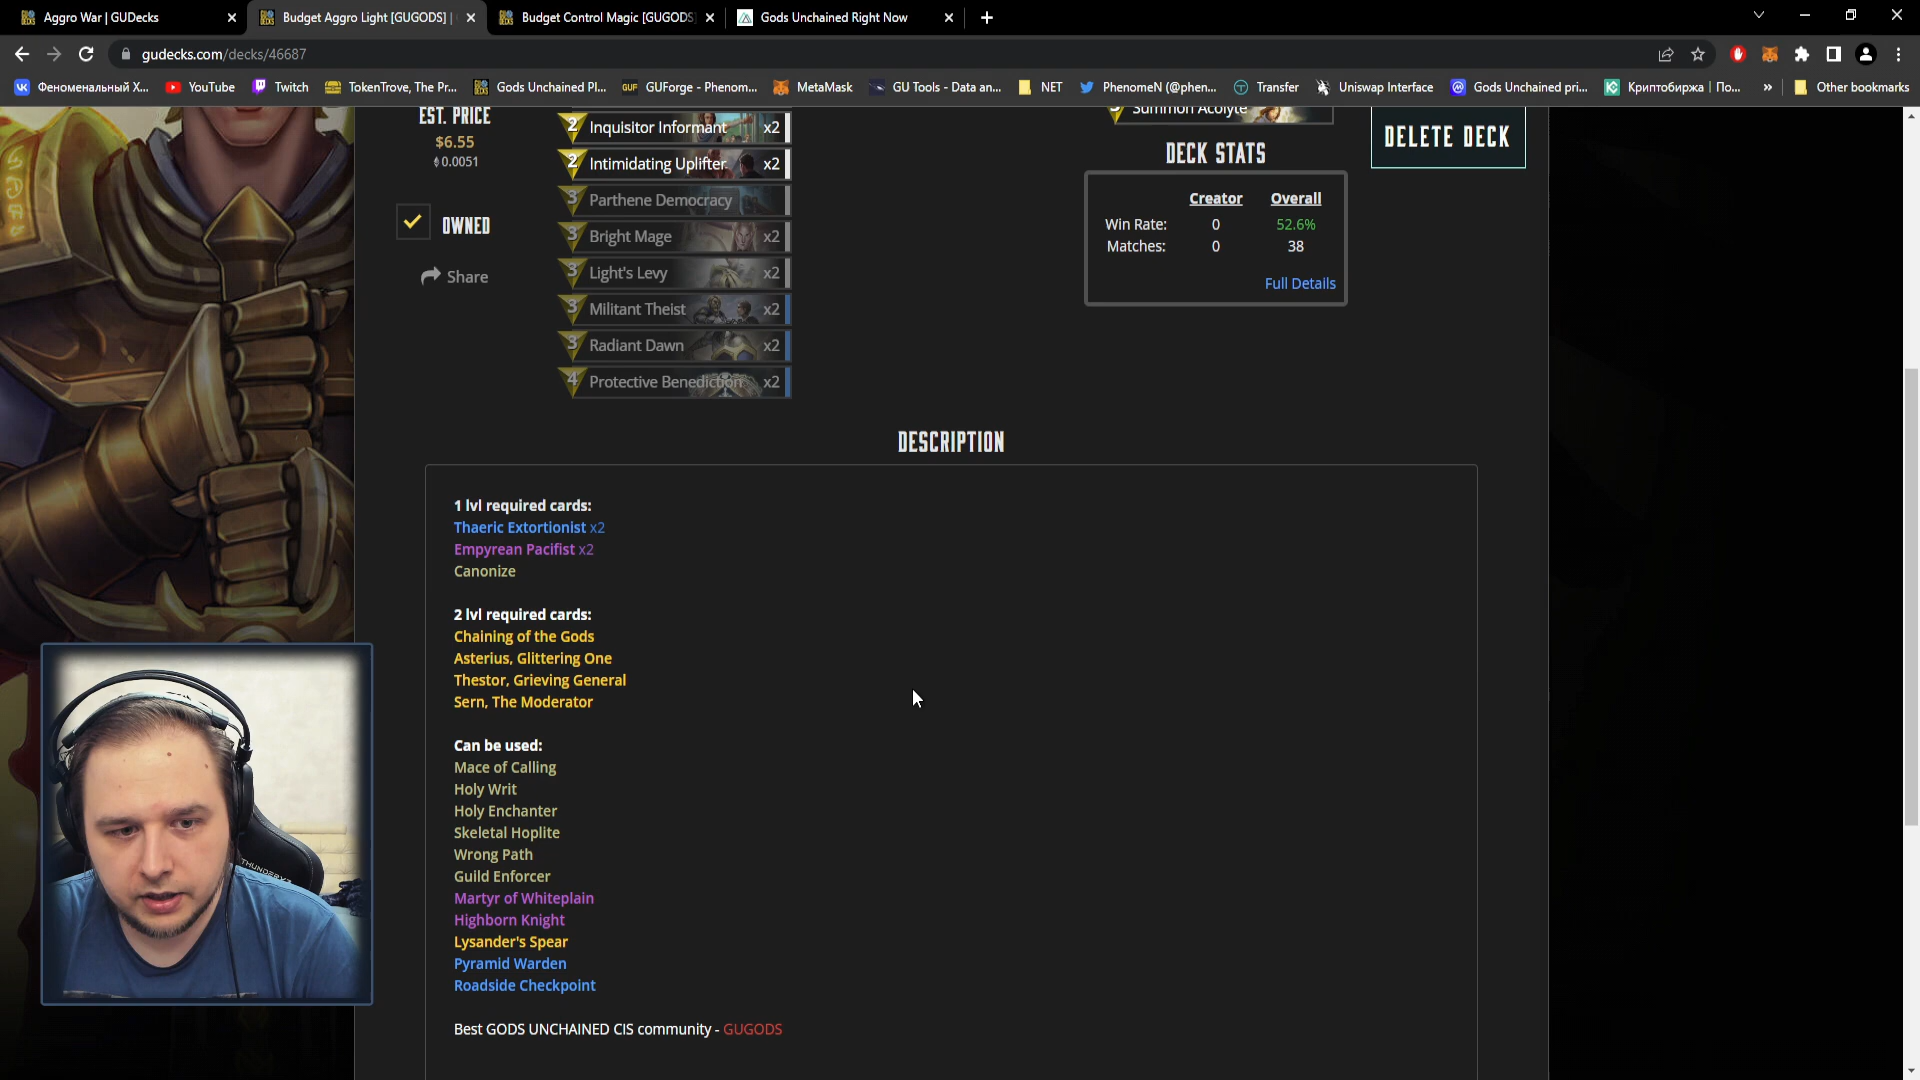 Aggro War | GUDecks
Budget Aggro Light [GUGODS] |
Budget Control Magic [GUGODS
Gods Unchained Right Now
gudecks.com/decks/46687
Феноменальный Х...
YouTube
Twitch
TokenTrove, The Pr...
Gods Unchained Pl...
GUF
GUForge - Phenom...
MetaMask
GU Tools - Data an...
NET
PhenomeN (@phen...
Transfer
Uniswap Interface
Gods Unchained pri...
Криптобиржа | По...
»
Other bookmarks
EST. PRICE
$6.55
0.0051
OWNED
Share
2 Inquisitor Informant x2
2 Intimidating Uplifter x2
3 Parthene Democracy
3 Bright Mage x2
3 Light's Levy x2
3 Militant Theist x2
3 Radiant Dawn x2
4 Protective Benediction x2
Summon Acolyte
DECK STATS
Creator Overall
Win Rate: 0 52.6%
Matches: 0 38
Full Details
DELETE DECK
DESCRIPTION
1 lvl required cards:
Thaeric Extortionist x2
Empyrean Pacifist x2
Canonize
2 lvl required cards:
Chaining of the Gods
Asterius, Glittering One
Thestor, Grieving General
Sern, The Moderator
Can be used:
Mace of Calling
Holy Writ
Holy Enchanter
Skeletal Hoplite
Wrong Path
Guild Enforcer
Martyr of Whiteplain
Highborn Knight
Lysander's Spear
Pyramid Warden
Roadside Checkpoint
Best GODS UNCHAINED CIS community - GUGODS